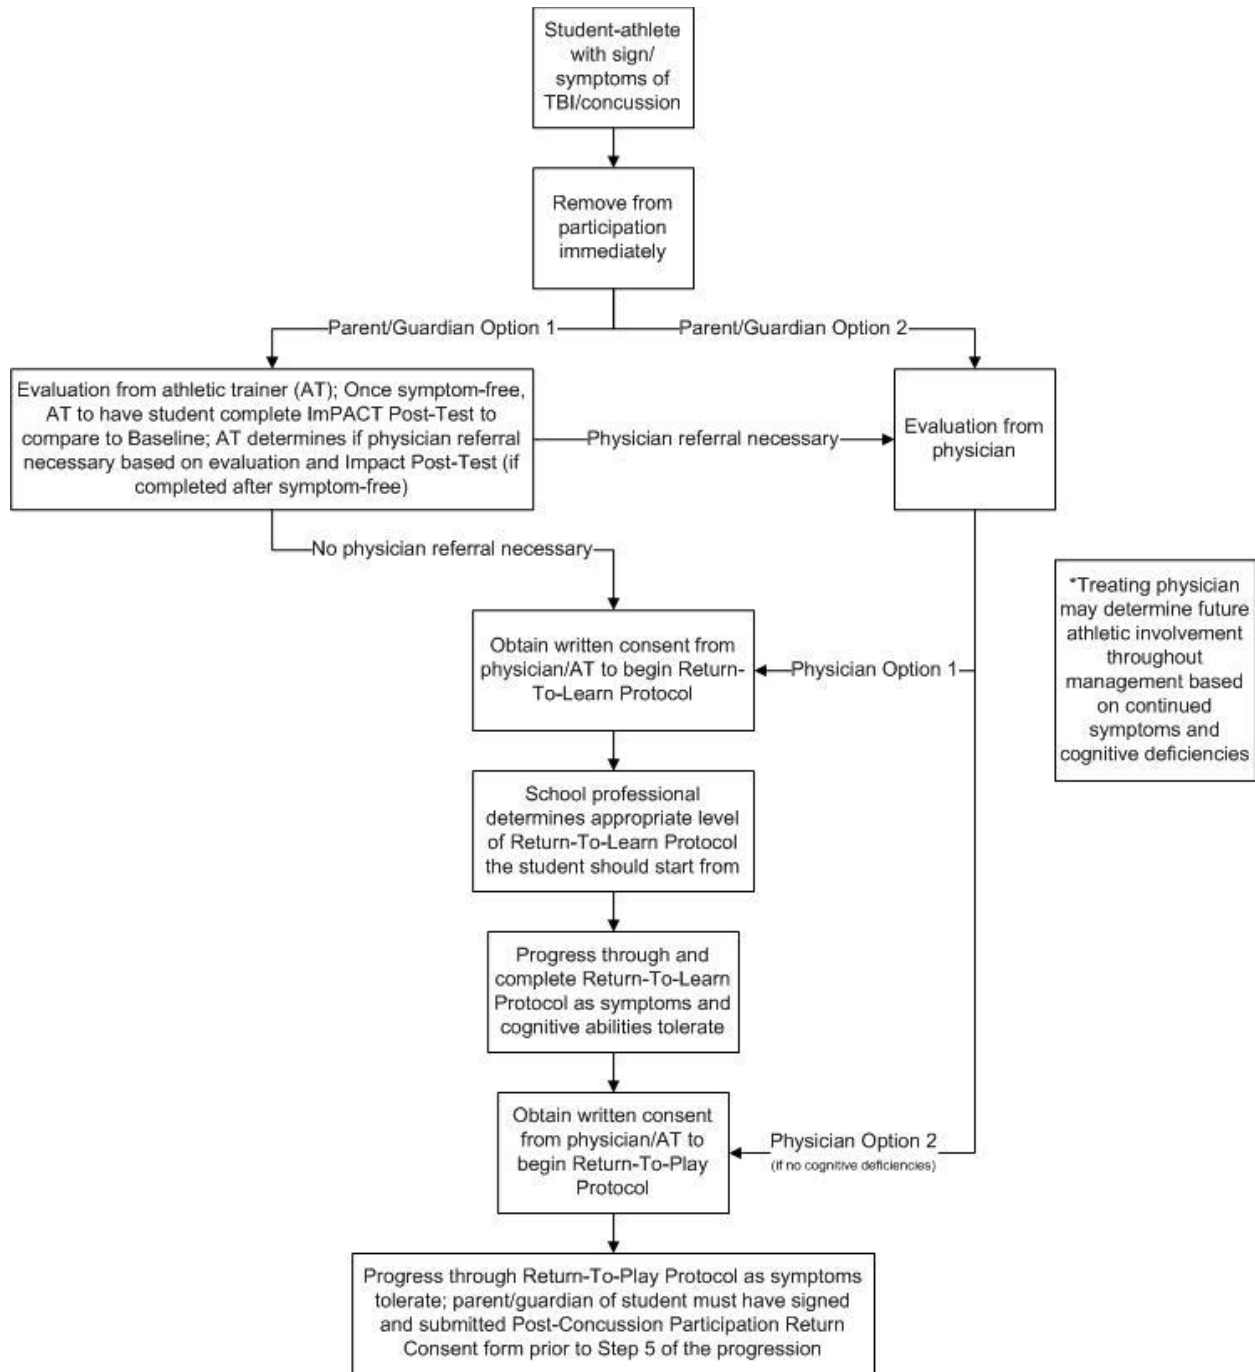 Student-athlete
with sign/
symptoms of
TBI/concussion
Remove from
participation
immediately
Parent/Guardian Option 1
Parent/Guardian Option 2
Evaluation from athletic trainer (AT); Once symptom-free,
AT to have student complete ImPACT Post-Test to
compare to Baseline; AT determines if physician referral
necessary based on evaluation and Impact Post-Test (if
completed after symptom-free)
Physician referral necessary
Evaluation from
physician
No physician referral necessary
*Treating physician
may determine future
athletic involvement
throughout
management based
on continued
symptoms and
cognitive deficiencies
Obtain written consent from
physician/AT to begin Return-
To-Learn Protocol
Physician Option 1
School professional
determines appropriate level
of Return-To-Learn Protocol
the student should start from
Progress through and
complete Return-To-Learn
Protocol as symptoms and
cognitive abilities tolerate
Obtain written consent
from physician/AT to
begin Return-To-Play
Protocol
Physician Option 2
(if no cognitive deficiencies)
Progress through Return-To-Play Protocol as symptoms
tolerate; parent/guardian of student must have signed
and submitted Post-Concussion Participation Return
Consent form prior to Step 5 of the progression